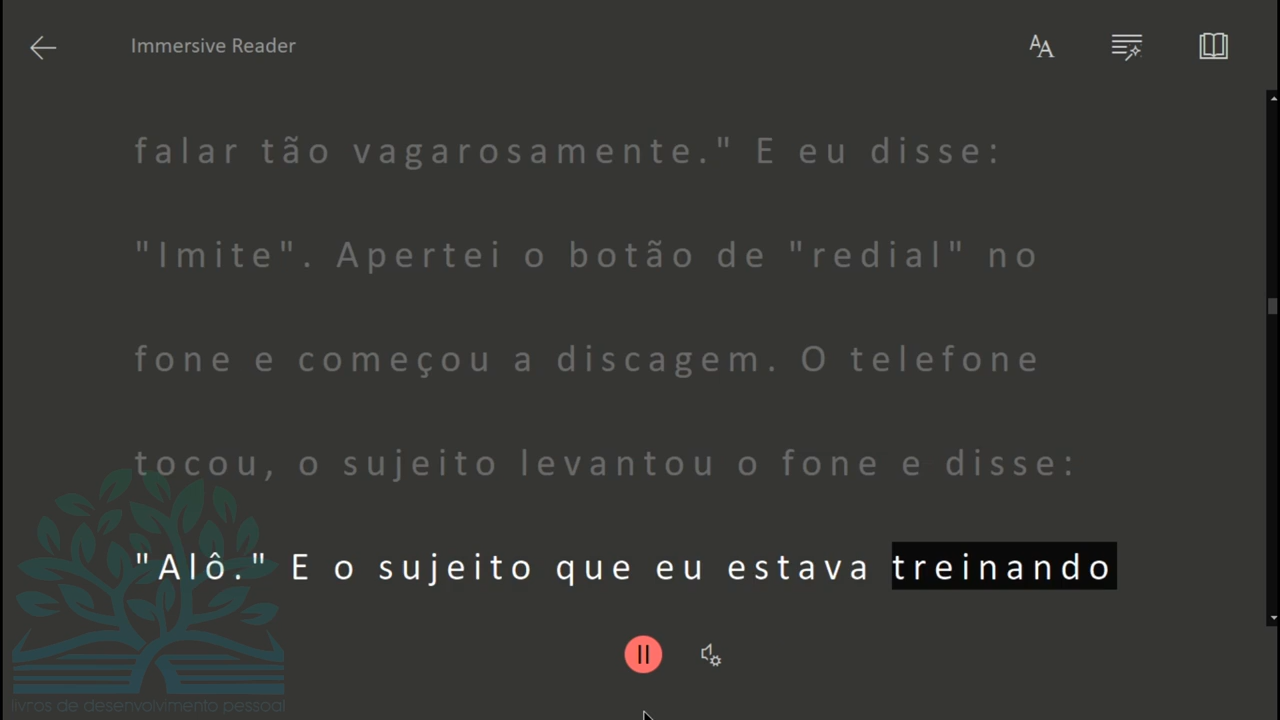 Immersive Reader
falar tão vagarosamente." E eu disse:
"Imite". Apertei o botão de "redial" no
fone e começou a discagem. O telefone
tocou, o sujeito levantou o fone e disse:
"Alô." E o sujeito que eu estava treinando
livros de desenvolvimento pessoal